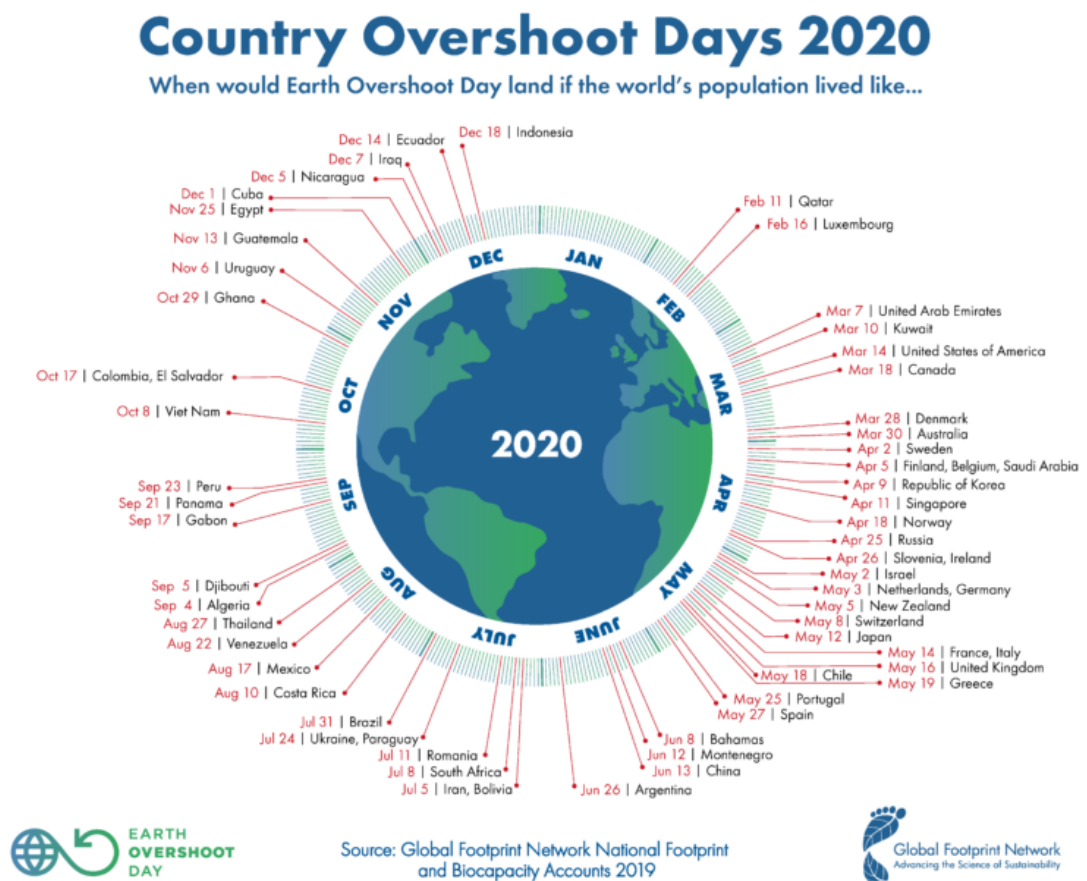 Country Overshoot Days 2020
When would Earth Overshoot Day land if the world's population lived like...
Dec 18 | Indonesia
Dec 14 | Ecuador
Dec 7 | Iraq
Dec 5 | Nicaragua
Dec 1 | Cuba
Nov 25 | Egypt
Nov 13 | Guatemala
Nov 6 | Uruguay
Oct 29 | Ghana
Oct 17 | Colombia, El Salvador
Oct 8 | Viet Nam
Sep 23 | Peru
Sep 21 | Panama
Sep 17 | Gabon
Sep 5 | Djibouti
Sep 4 | Algeria
Aug 27 | Thailand
Aug 22 | Venezuela
Aug 17 | Mexico
Aug 10 | Costa Rica
Jul 31 | Brazil
Jul 24 | Ukraine, Paraguay
Jul 11 | Romania
Jul 8 | South Africa
Jul 5 | Iran, Bolivia
Feb 11 | Qatar
Feb 16 | Luxembourg
Mar 7 | United Arab Emirates
Mar 10 | Kuwait
Mar 14 | United States of America
Mar 18 | Canada
Mar 28 | Denmark
Mar 30 | Australia
Apr 2 | Sweden
Apr 5 | Finland, Belgium, Saudi Arabia
Apr 9 | Republic of Korea
Apr 11 | Singapore
Apr 18 | Norway
Apr 25 | Russia
Apr 26 | Slovenia, Ireland
May 2 | Israel
May 3 | Netherlands, Germany
May 5 | New Zealand
May 8 | Switzerland
May 12 | Japan
May 14 | France, Italy
May 16 | United Kingdom
May 18 | Chile
May 19 | Greece
May 25 | Portugal
May 27 | Spain
Jun 8 | Bahamas
Jun 12 | Montenegro
Jun 13 | China
Jun 26 | Argentina
JAN
FEB
MAR
APR
MAY
JUNE
JULY
AUG
SEP
OCT
NOV
DEC
2020
EARTH
OVERSHOOT
DAY
Source: Global Footprint Network National Footprint
and Biocapacity Accounts 2019
Global Footprint Network
Advancing the Science of Sustainability